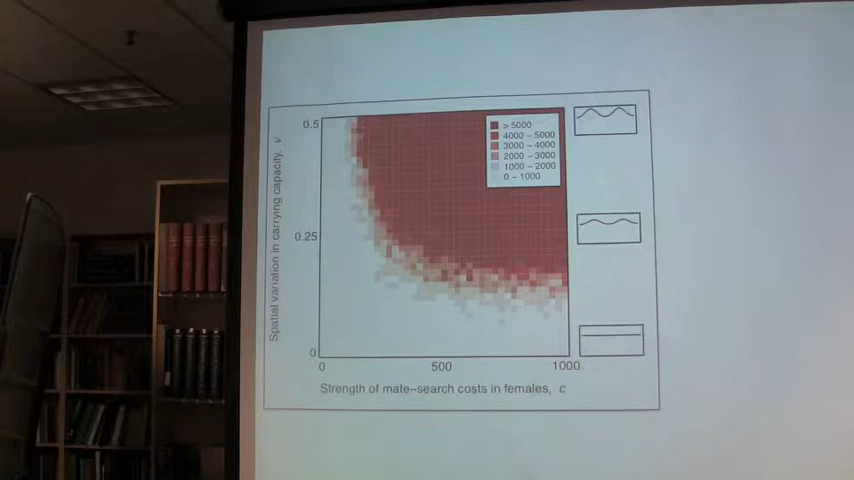 0.5
> 5000
4000 – 5000
3000 – 4000
2000 – 3000
1000 – 2000
0 – 1000
Spatial variation in carrying capacity, v
0.25
0
0
500
1000
Strength of mate–search costs in females, c